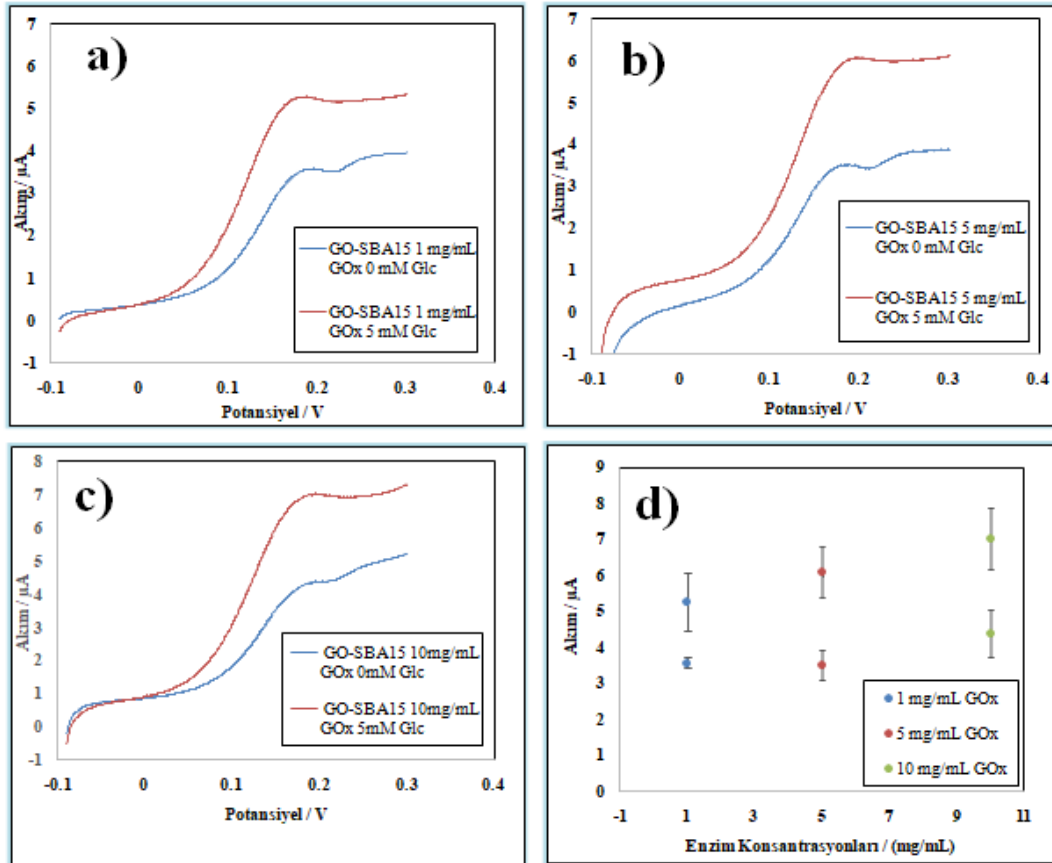 a)
7
6
5
4
3
2
1
0
-1
Akım / µA
-0.1 0 0.1 0.2 0.3 0.4
Potansiyel / V
GO-SBA15 1 mg/mL
GOx 0 mM Glc
GO-SBA15 1 mg/mL
GOx 5 mM Glc
b)
7
6
5
4
3
2
1
0
-1
Akım / µA
-0.1 0 0.1 0.2 0.3 0.4
Potansiyel / V
GO-SBA15 5 mg/mL
GOx 0 mM Glc
GO-SBA15 5 mg/mL
GOx 5 mM Glc
c)
8
7
6
5
4
3
2
1
0
-1
Akım / µA
-0.1 0 0.1 0.2 0.3 0.4
Potansiyel / V
GO-SBA15 10mg/mL
GOx 0mM Glc
GO-SBA15 10mg/mL
GOx 5mM Glc
d)
9
8
7
6
5
4
3
2
1
0
Akım / µA
-1 1 3 5 7 9 11
Enzim Konsantrasyonları / (mg/mL)
1 mg/mL GOx
5 mg/mL GOx
10 mg/mL GOx